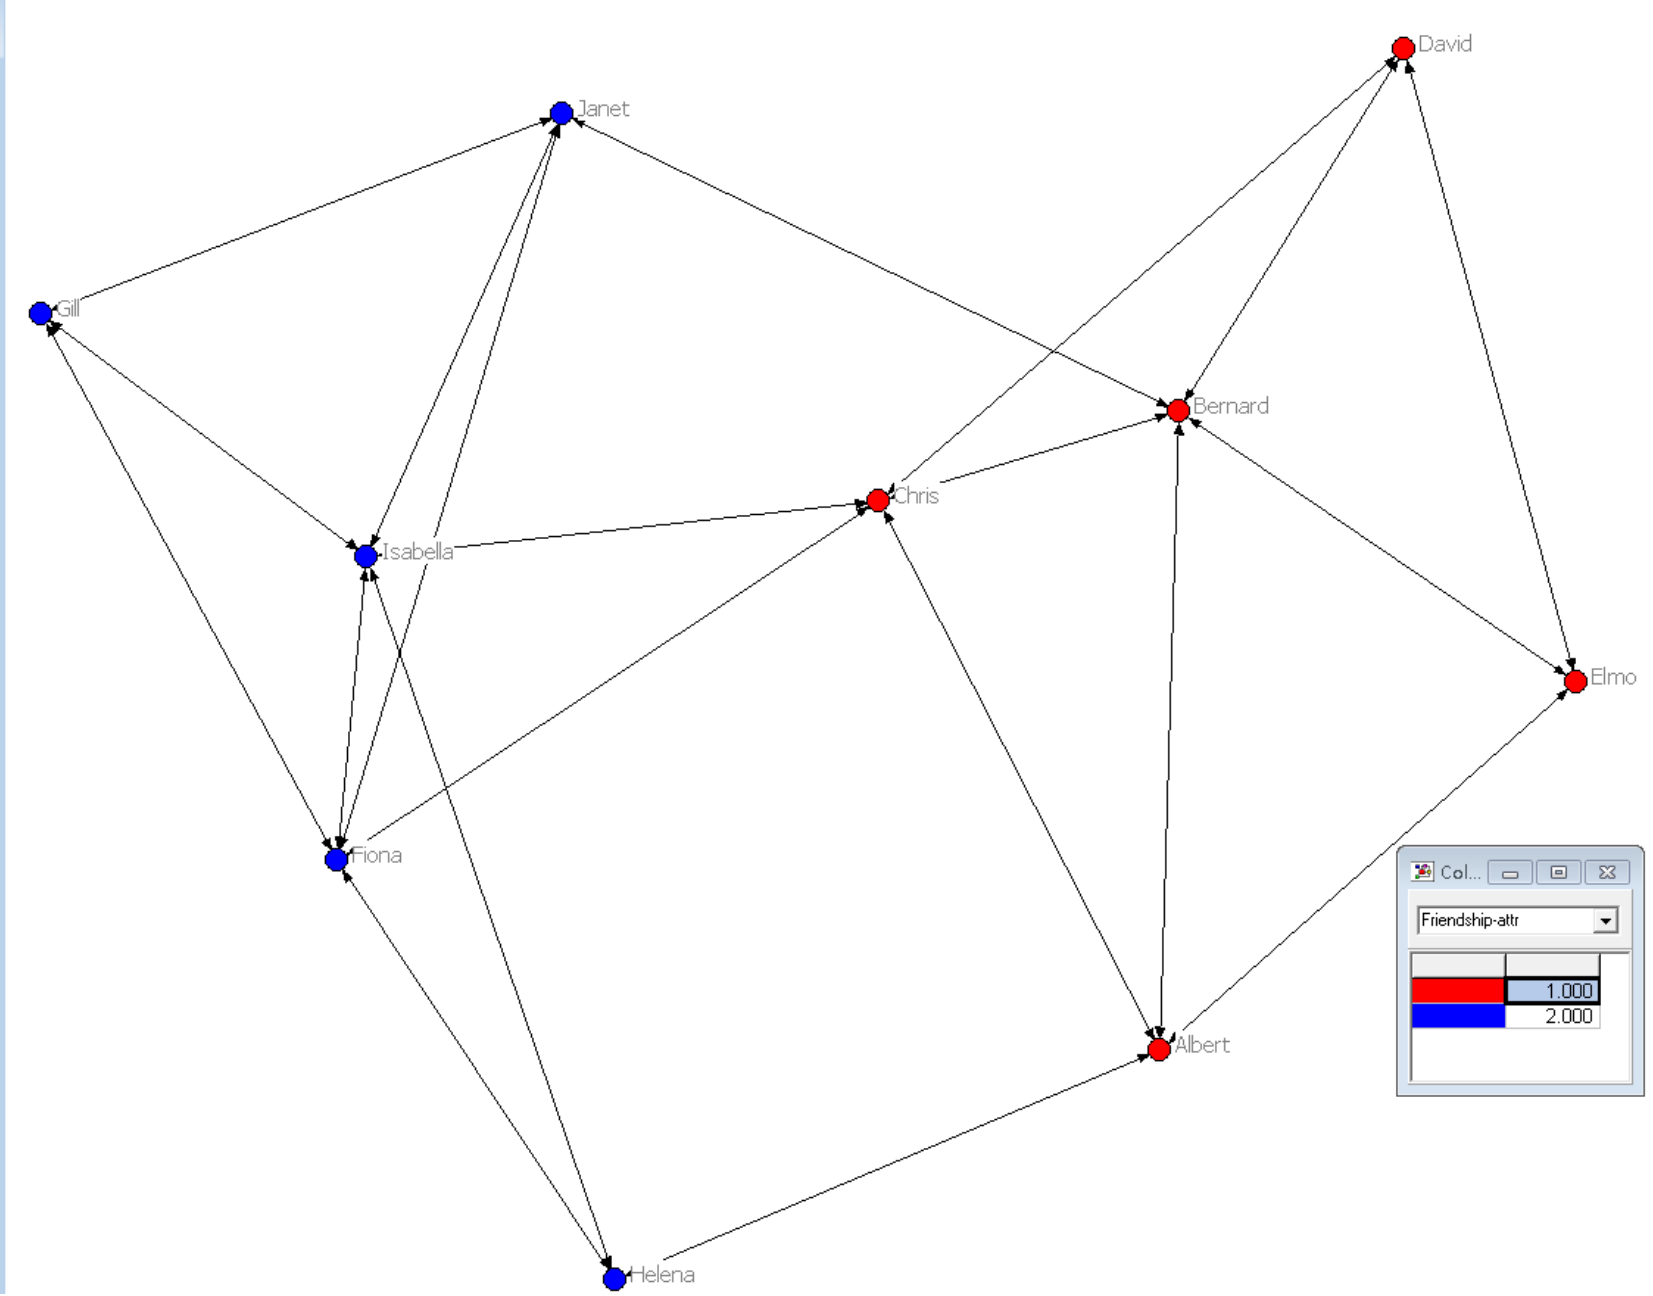 David
Janet
Gill
Bernard
Chris
Isabella
Elmo
Fiona
Col...
Friendship-attr
1.000
2.000
Albert
Helena